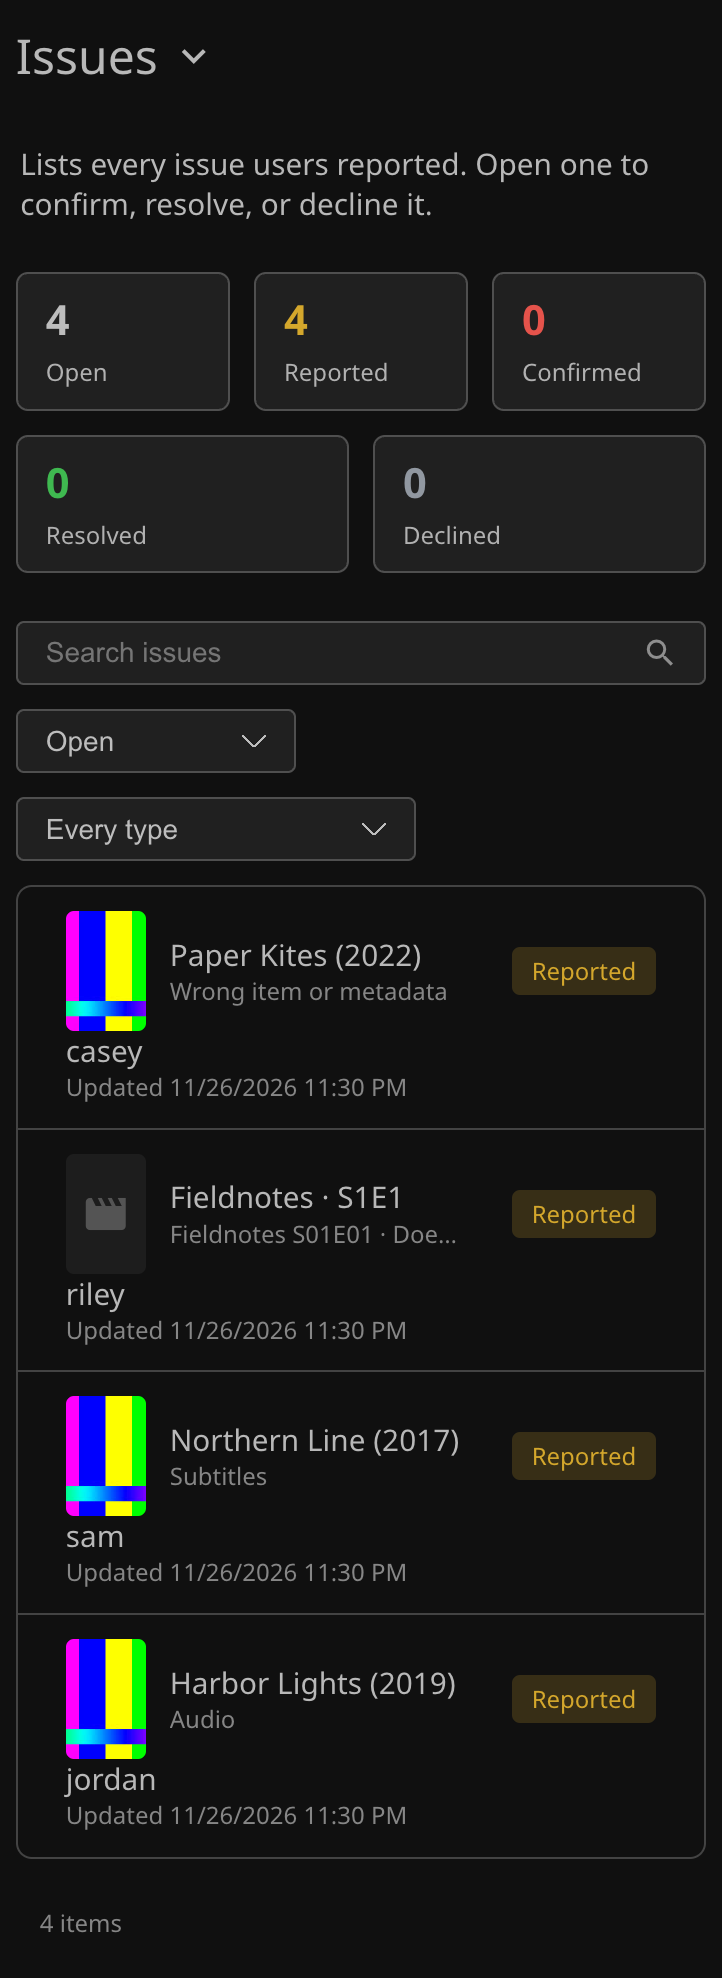 Issues
Lists every issue users reported. Open one to
confirm, resolve, or decline it.
4
Open
4
Reported
0
Confirmed
0
Resolved
0
Declined
Search issues
Open
Every type
Paper Kites (2022)
Wrong item or metadata
Reported
casey
Updated 11/26/2026 11:30 PM
Fieldnotes · S1E1
Fieldnotes S01E01 · Doe...
Reported
riley
Updated 11/26/2026 11:30 PM
Northern Line (2017)
Subtitles
Reported
sam
Updated 11/26/2026 11:30 PM
Harbor Lights (2019)
Audio
Reported
jordan
Updated 11/26/2026 11:30 PM
4 items